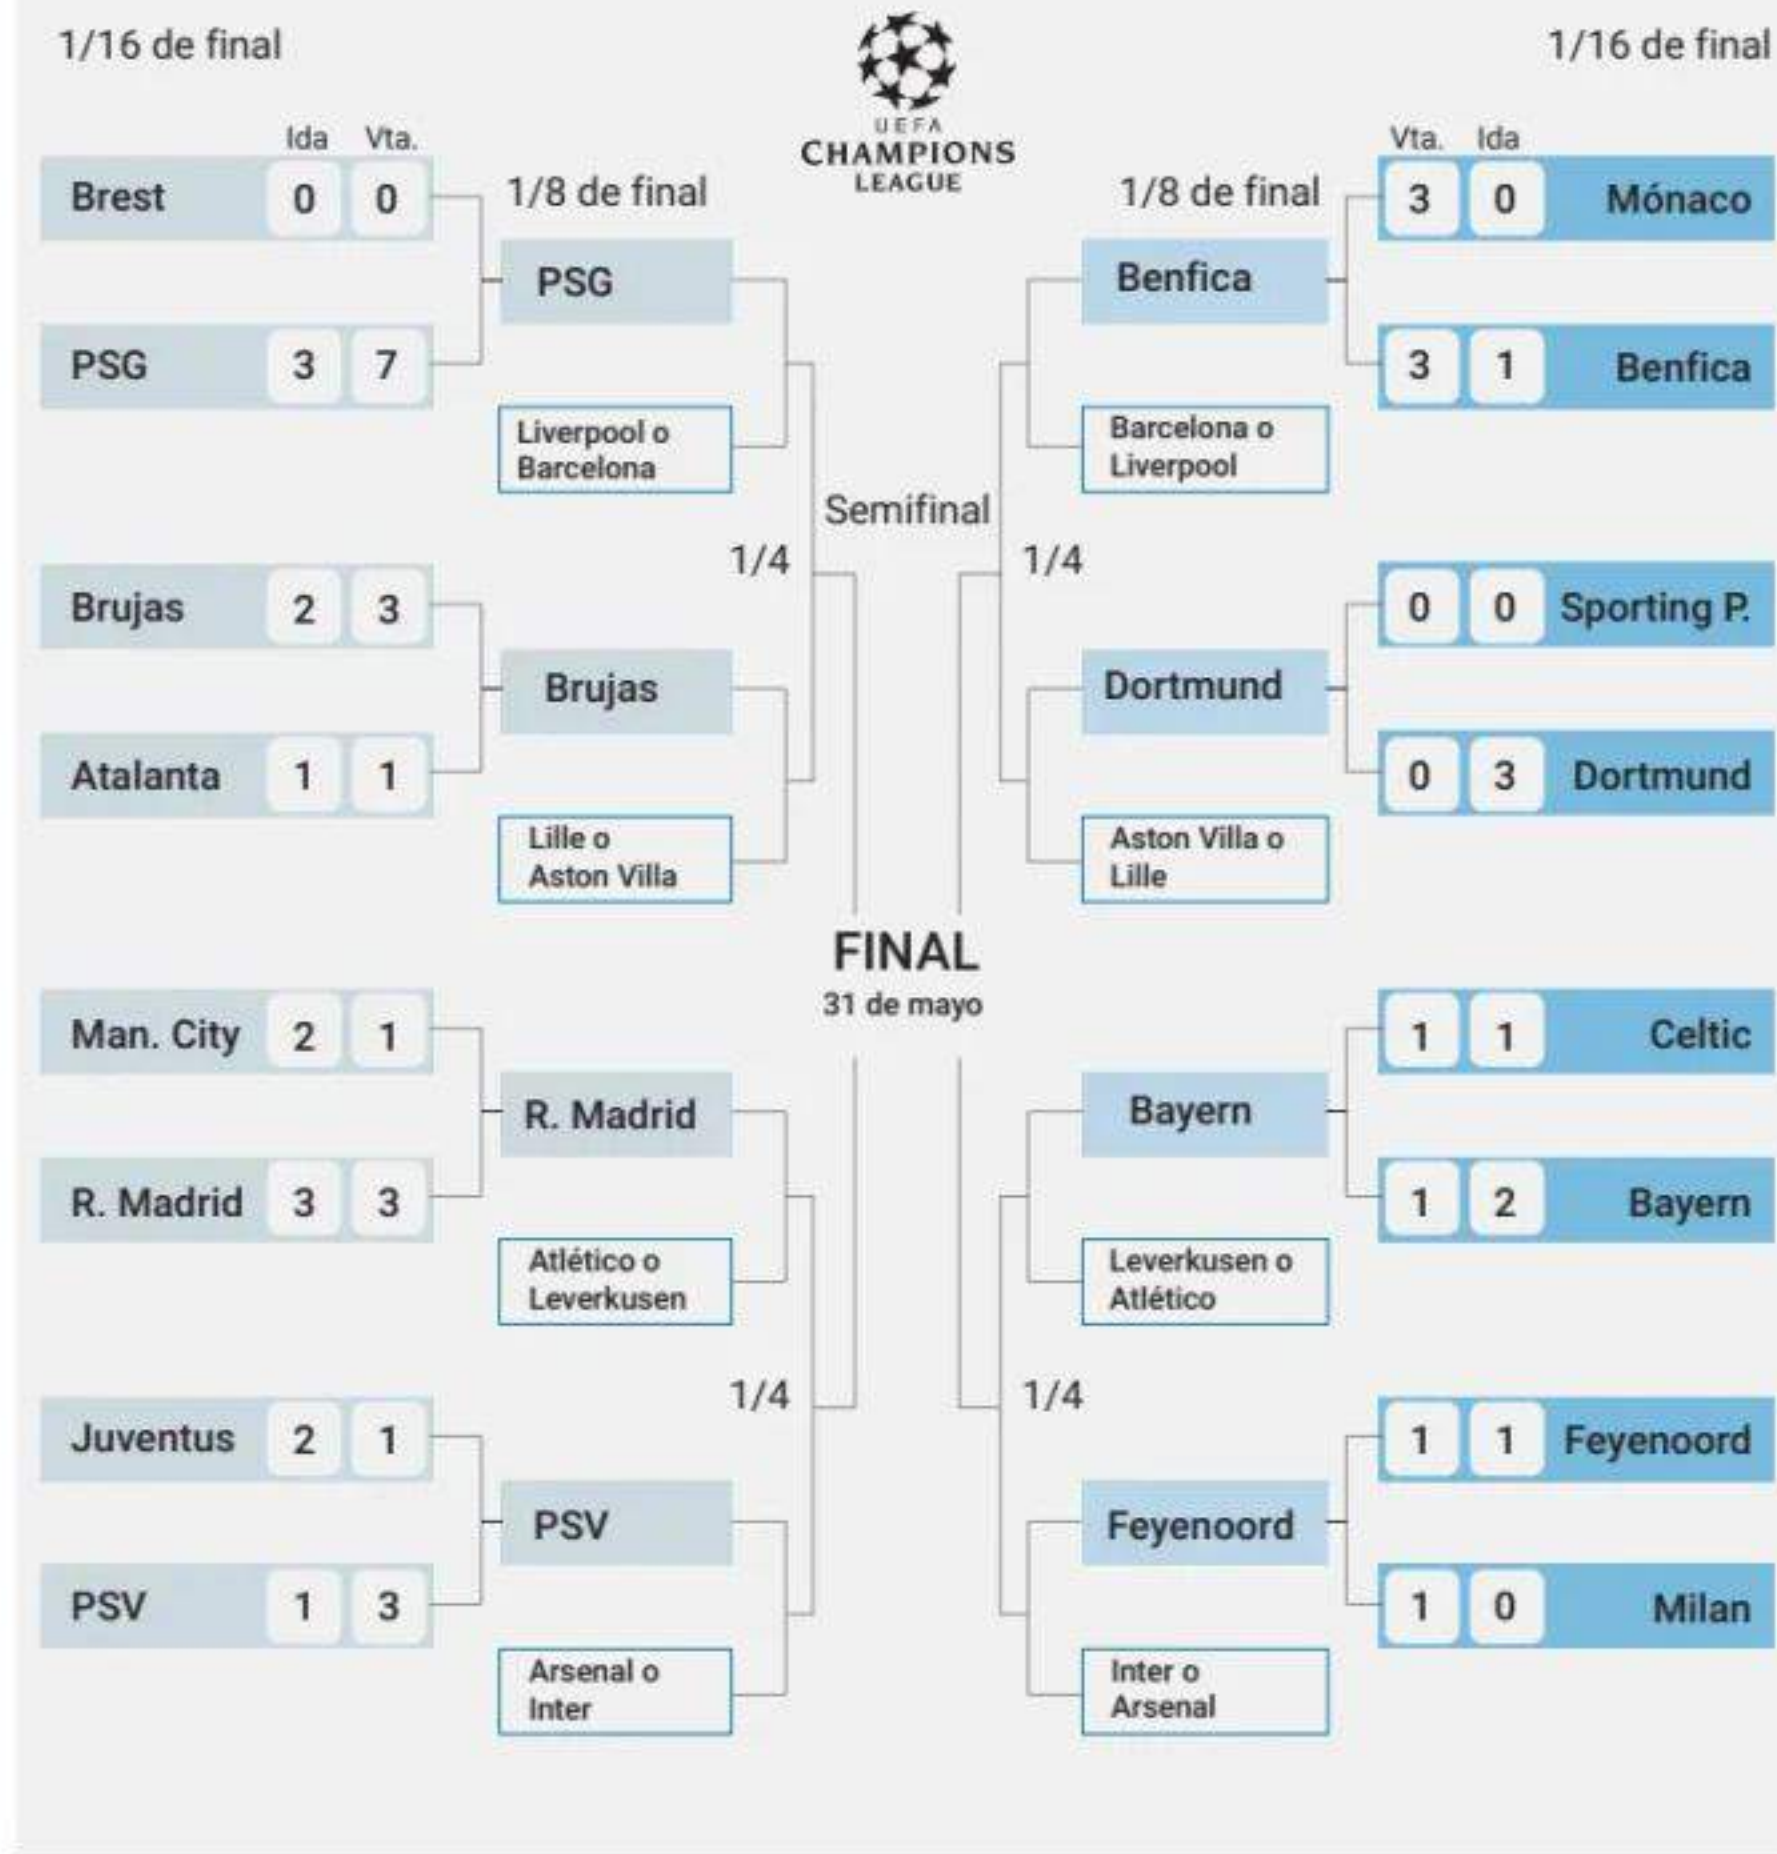 1/16 de final
1/16 de final
UEFA
CHAMPIONS
LEAGUE
Ida Vta.
Vta. Ida
Brest 0 0
1/8 de final
1/8 de final
3 0 Mónaco
PSG
Benfica
PSG 3 7
3 1 Benfica
Liverpool o
Barcelona
Barcelona o
Liverpool
Semifinal
1/4
1/4
Brujas 2 3
0 0 Sporting P.
Brujas
Dortmund
Atalanta 1 1
0 3 Dortmund
Lille o
Aston Villa
Aston Villa o
Lille
FINAL
31 de mayo
Man. City 2 1
1 1 Celtic
R. Madrid
Bayern
R. Madrid 3 3
1 2 Bayern
Atlético o
Leverkusen
Leverkusen o
Atlético
1/4
1/4
Juventus 2 1
1 1 Feyenoord
PSV
Feyenoord
PSV 1 3
1 0 Milan
Arsenal o
Inter
Inter o
Arsenal